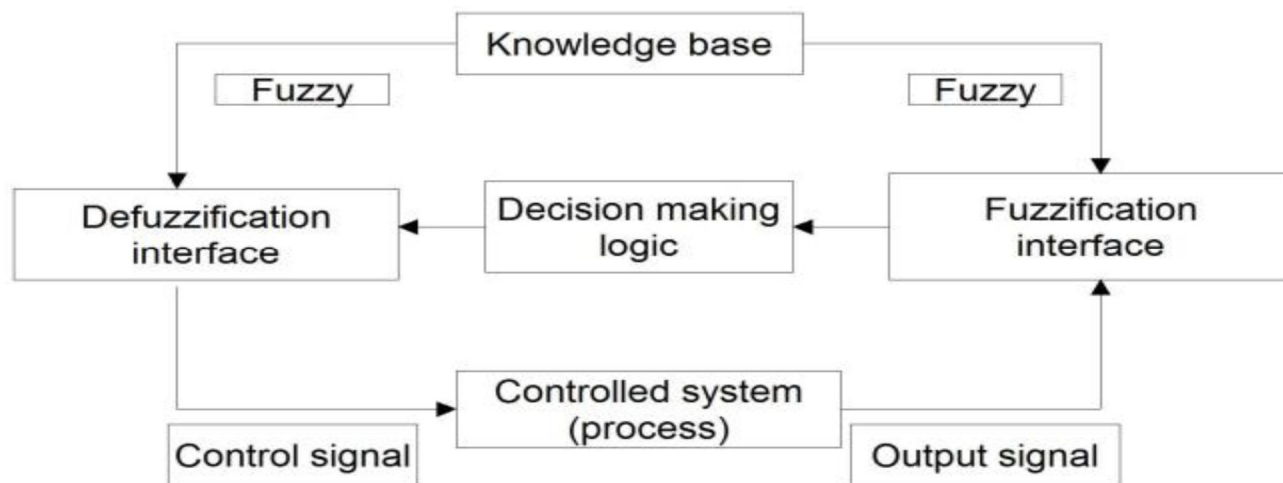 Knowledge base
Fuzzy
Fuzzy
Defuzzification
interface
Decision making
logic
Fuzzification
interface
Controlled system
(process)
Control signal
Output signal